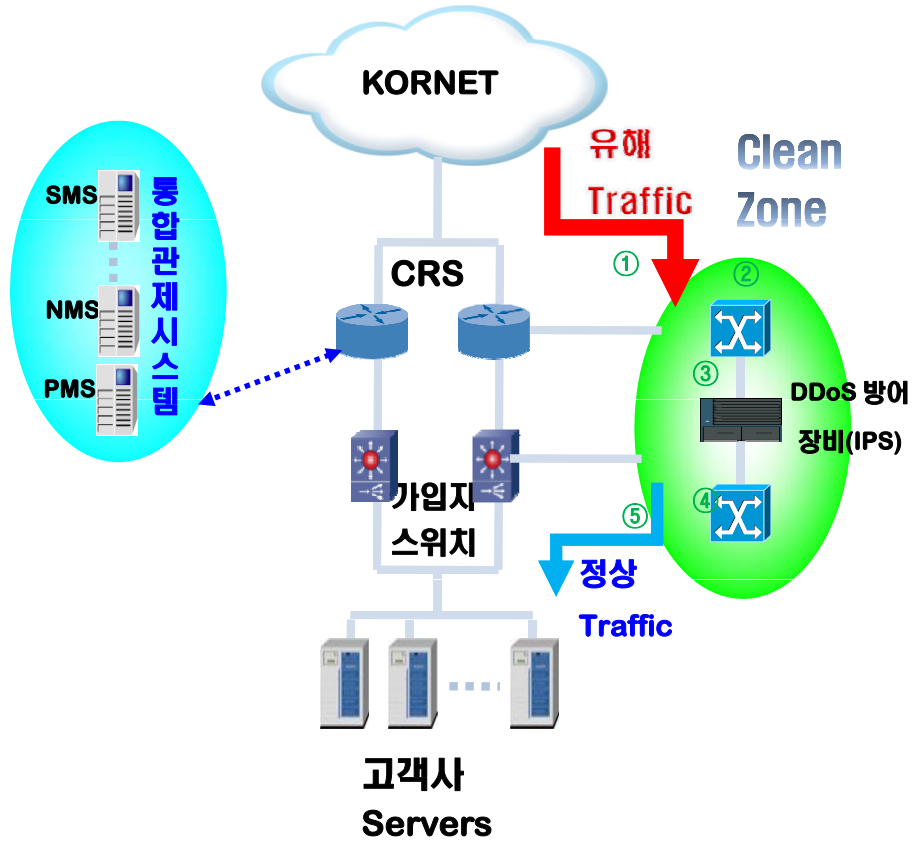 KORNET
유해
Traffic
Clean
Zone
SMS
NMS
PMS
통합관제시스템
CRS
①
②
③
DDoS 방어
장비(IPS)
④
⑤
가입자
스위치
정상
Traffic
고객사
Servers